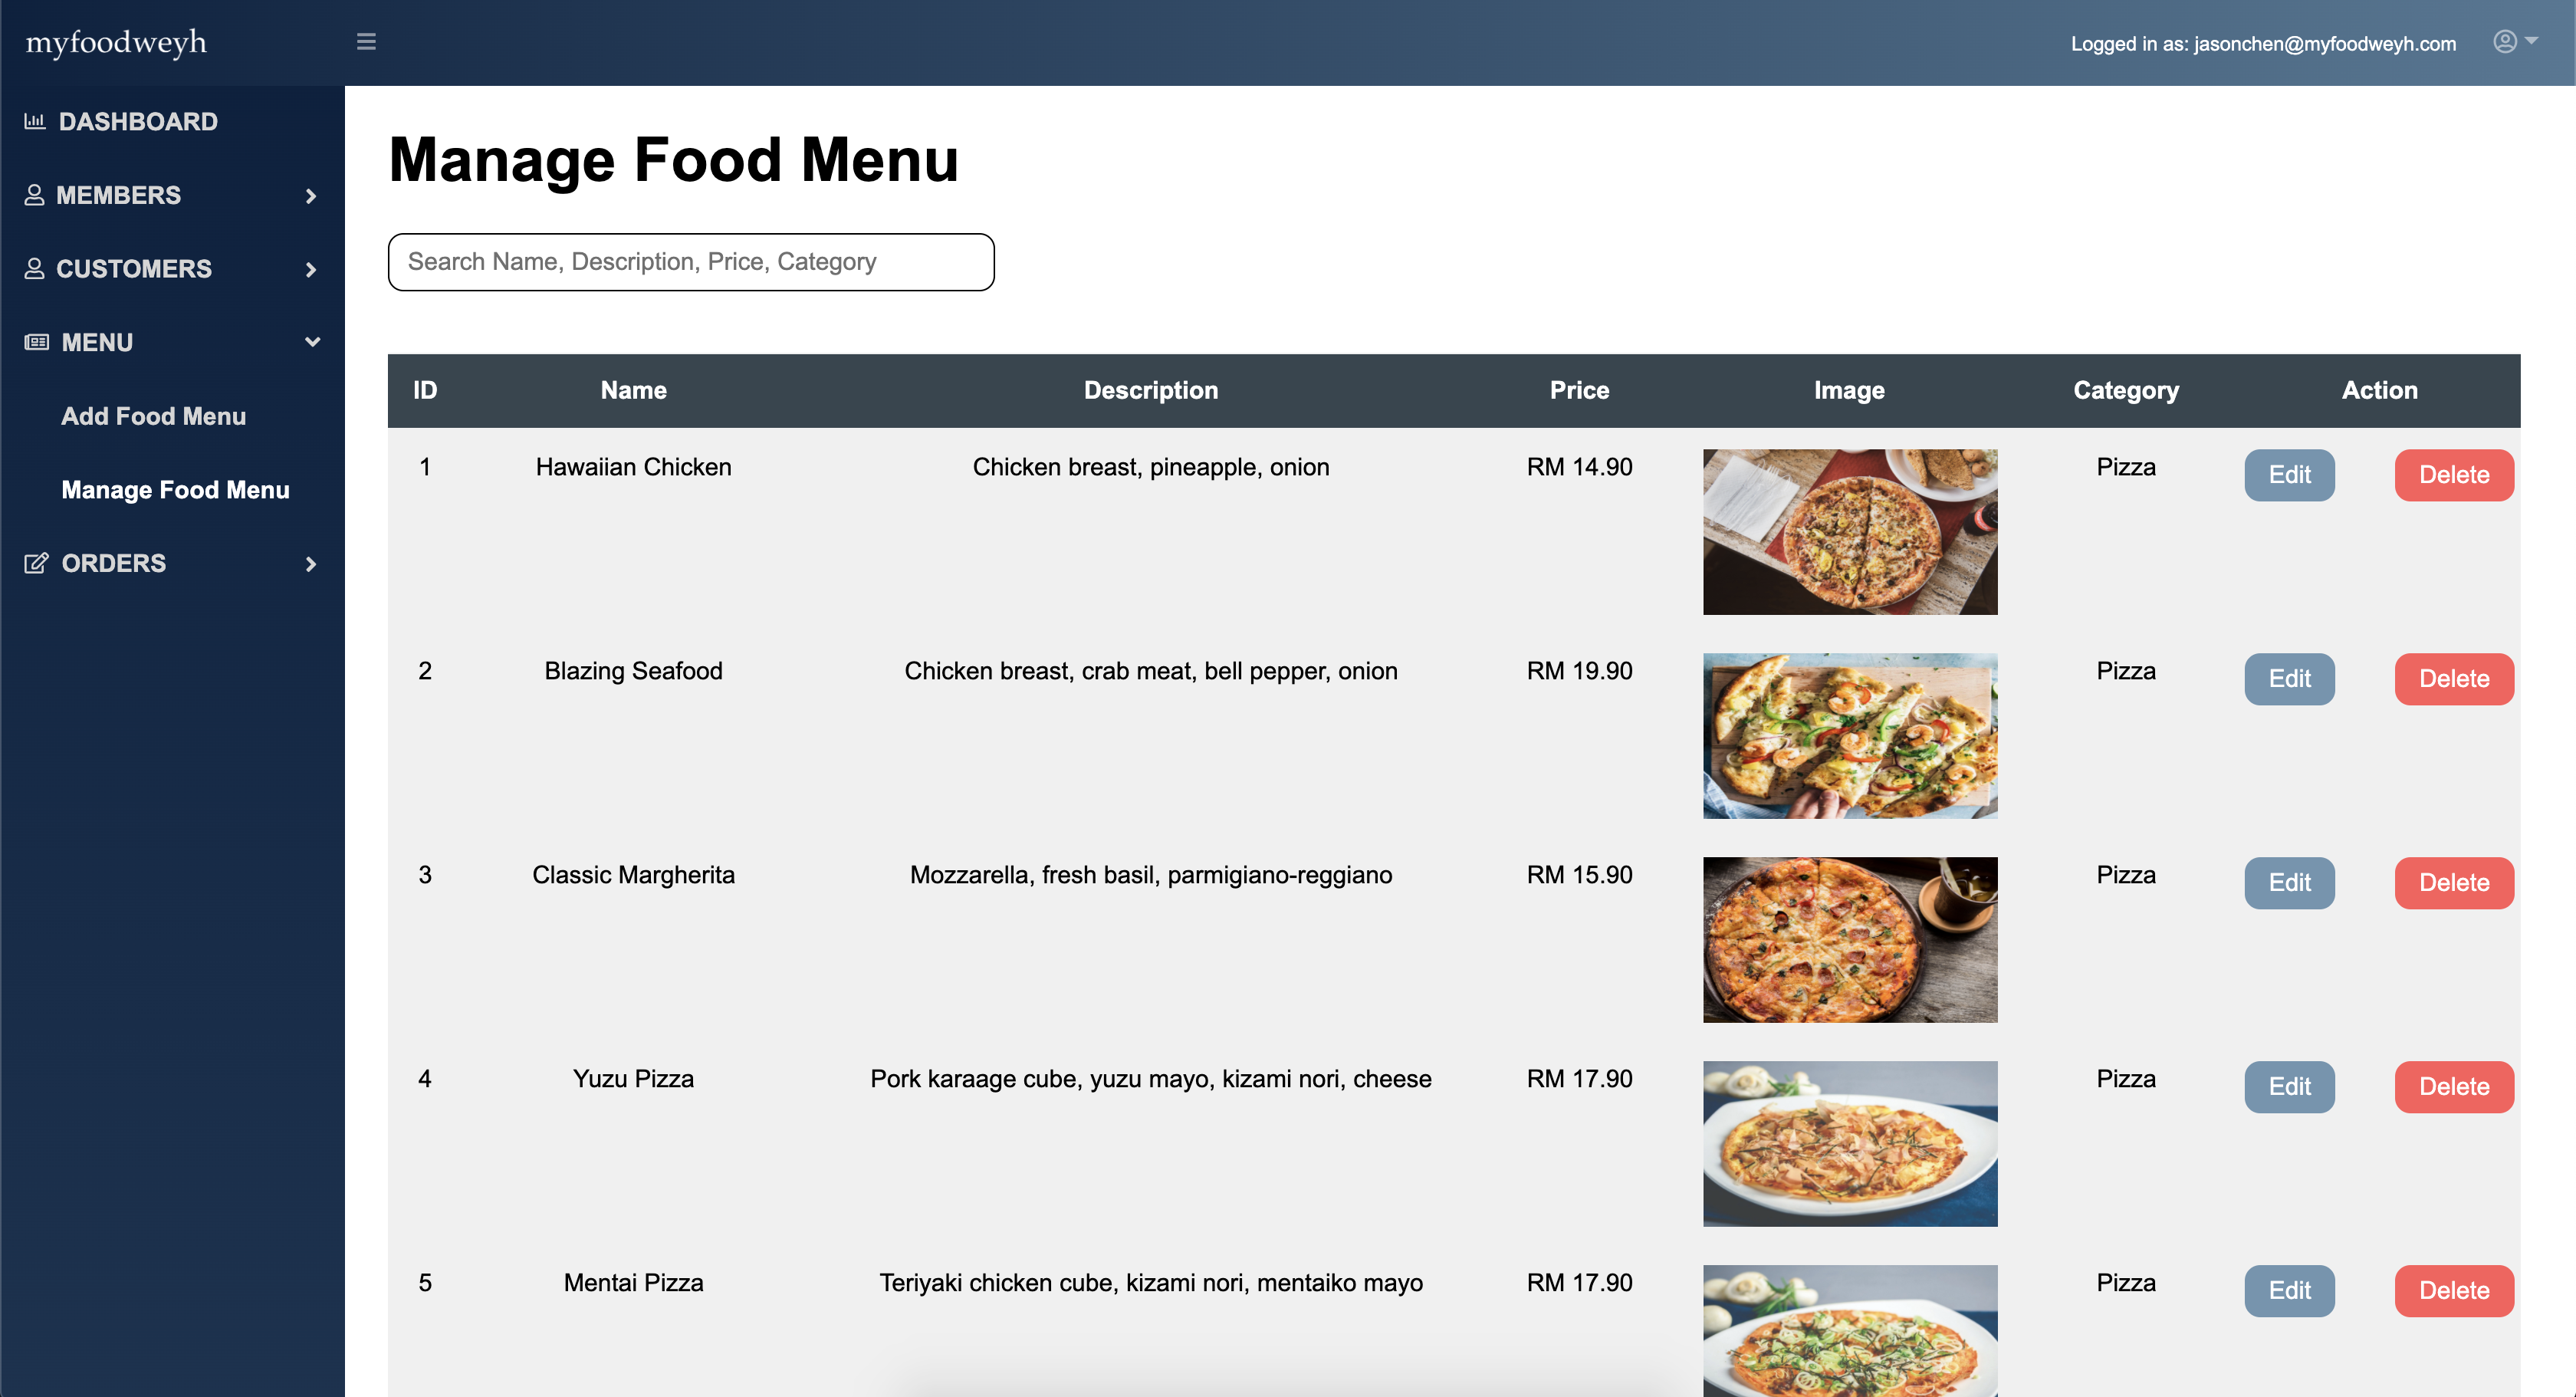 myfoodweyh
Logged in as: jasonchen@myfoodweyh.com
DASHBOARD
MEMBERS
CUSTOMERS
MENU
Add Food Menu
Manage Food Menu
ORDERS
Manage Food Menu
Search Name, Description, Price, Category
ID Name Description Price Image Category Action
1 Hawaiian Chicken Chicken breast, pineapple, onion RM 14.90 Pizza Edit Delete
2 Blazing Seafood Chicken breast, crab meat, bell pepper, onion RM 19.90 Pizza Edit Delete
3 Classic Margherita Mozzarella, fresh basil, parmigiano-reggiano RM 15.90 Pizza Edit Delete
4 Yuzu Pizza Pork karaage cube, yuzu mayo, kizami nori, cheese RM 17.90 Pizza Edit Delete
5 Mentai Pizza Teriyaki chicken cube, kizami nori, mentaiko mayo RM 17.90 Pizza Edit Delete